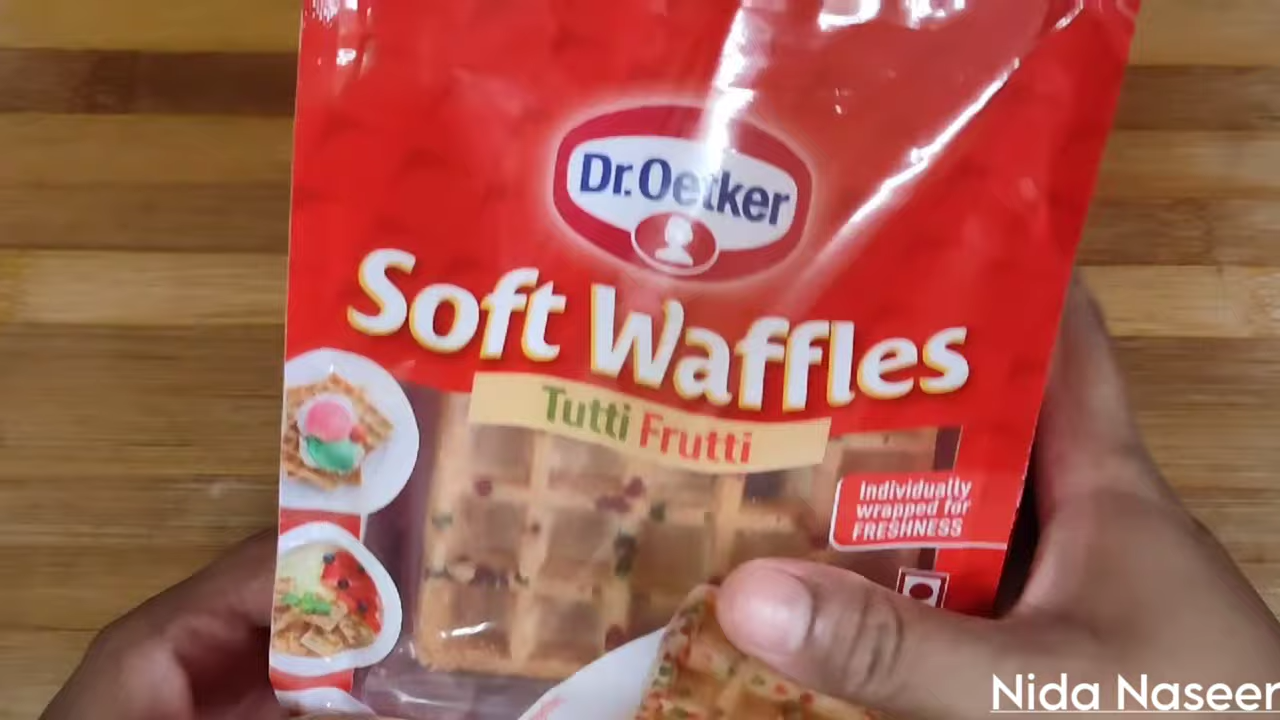 Dr.Oetker
Soft Waffles
Tutti Frutti
Individually
wrapped for
FRESHNESS
Nida Naseer